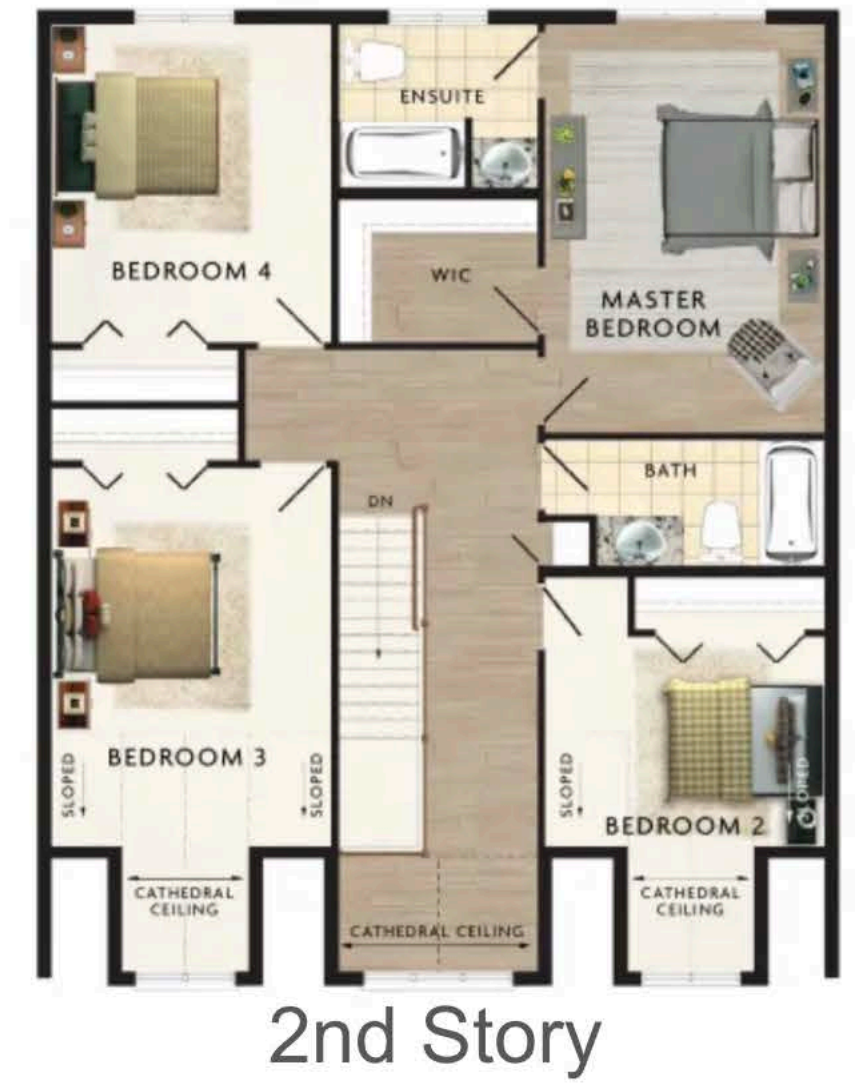 ENSUITE
BEDROOM 4
WIC
MASTER
BEDROOM
BATH
DN
BEDROOM 3
SLOPED
SLOPED
SLOPED
SLOPED
BEDROOM 2
CATHEDRAL
CEILING
CATHEDRAL CEILING
CATHEDRAL
CEILING
2nd Story